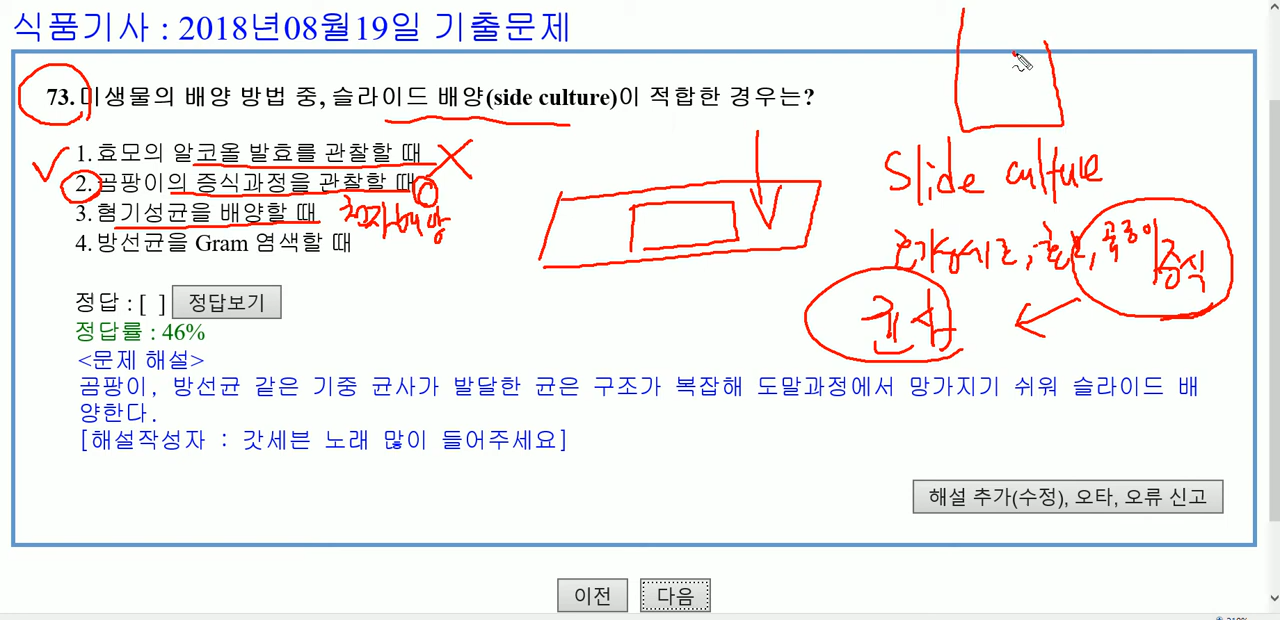 식품기사 : 2018년08월19일 기출문제
73. 미생물의 배양 방법 중, 슬라이드 배양(side culture)이 적합한 경우는?
1. 효모의 알코올 발효를 관찰할 때
2. 곰팡이의 증식과정을 관찰할 때
3. 혐기성균을 배양할 때
4. 방선균을 Gram 염색할 때
Slide culture
곰팡이
증식
균사
정답 : [ ] 정답보기
정답률 : 46%
<문제 해설>
곰팡이, 방선균 같은 기중 균사가 발달한 균은 구조가 복잡해 도말과정에서 망가지기 쉬워 슬라이드 배
양한다.
[해설작성자 : 갓세븐 노래 많이 들어주세요]
해설 추가(수정), 오타, 오류 신고
이전 다음